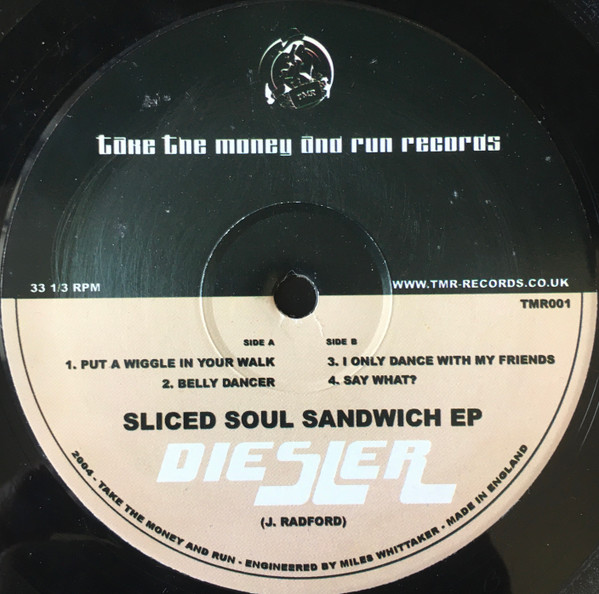 TMR
take the money and run records
33 1/3 RPM
WWW.TMR-RECORDS.CO.UK
TMR001
SIDE A
1. PUT A WIGGLE IN YOUR WALK
2. BELLY DANCER
SIDE B
3. I ONLY DANCE WITH MY FRIENDS
4. SAY WHAT?
SLICED SOUL SANDWICH EP
DIESLER
(J. RADFORD)
2004 - TAKE THE MONEY AND RUN - ENGINEERED BY MILES WHITTAKER - MADE IN ENGLAND